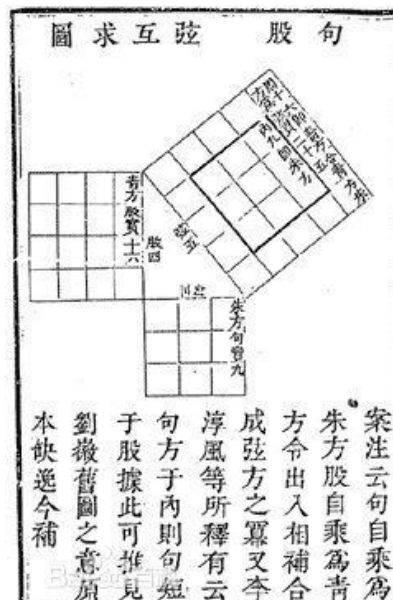 句股弦互求圖
弦五
青方股實十六
股四
句三
朱方句實九
案注云句自乘爲
朱方股自乘爲青
方令出入相補合
成弦方之冪又李
淳風等所釋有云
句方于內則句短
于股據此可推見
劉徽舊圖之意原
本缺逸今補